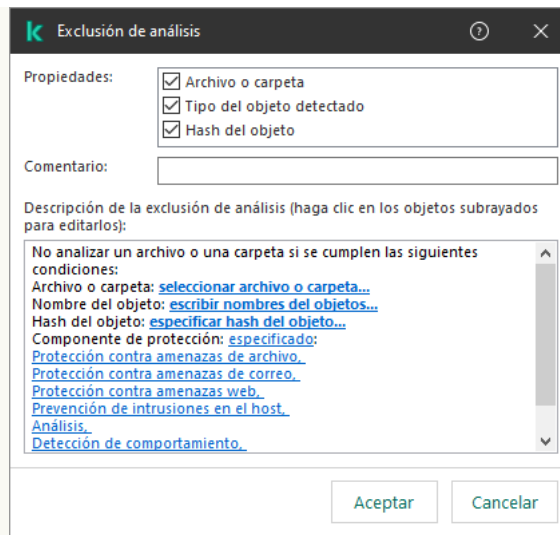 Exclusión de análisis
Propiedades:
Archivo o carpeta
Tipo del objeto detectado
Hash del objeto
Comentario:
Descripción de la exclusión de análisis (haga clic en los objetos subrayados
para editarlos):
No analizar un archivo o una carpeta si se cumplen las siguientes
condiciones:
Archivo o carpeta: seleccionar archivo o carpeta...
Nombre del objeto: escribir nombres del objetos...
Hash del objeto: especificar hash del objeto...
Componente de protección: especificado:
Protección contra amenazas de archivo,
Protección contra amenazas de correo,
Protección contra amenazas web,
Prevención de intrusiones en el host,
Análisis,
Detección de comportamiento,
Aceptar
Cancelar